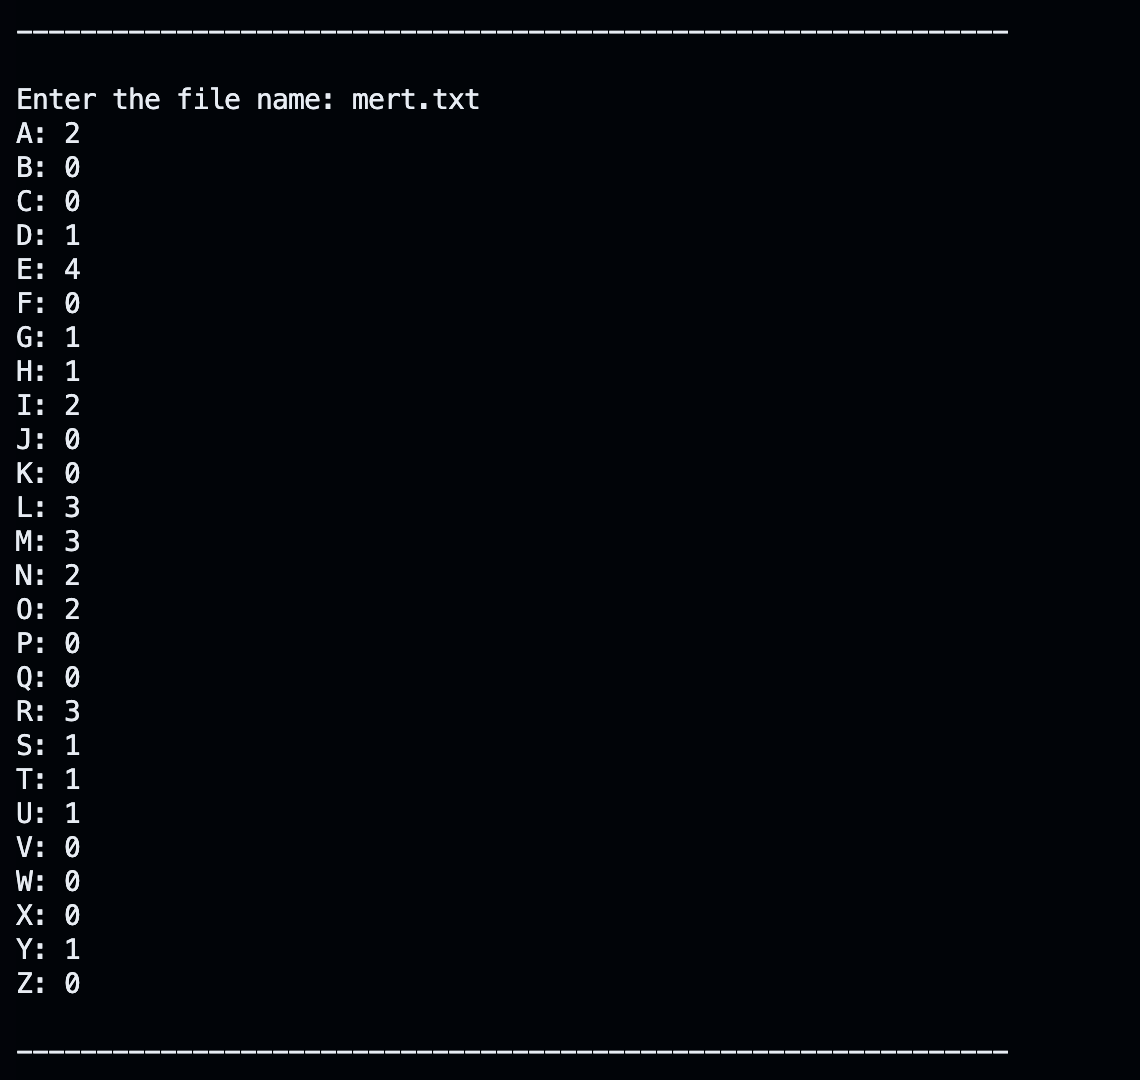 Enter the file name: mert.txt
A: 2
B: 0
C: 0
D: 1
E: 4
F: 0
G: 1
H: 1
I: 2
J: 0
K: 0
L: 3
M: 3
N: 2
O: 2
P: 0
Q: 0
R: 3
S: 1
T: 1
U: 1
V: 0
W: 0
X: 0
Y: 1
Z: 0